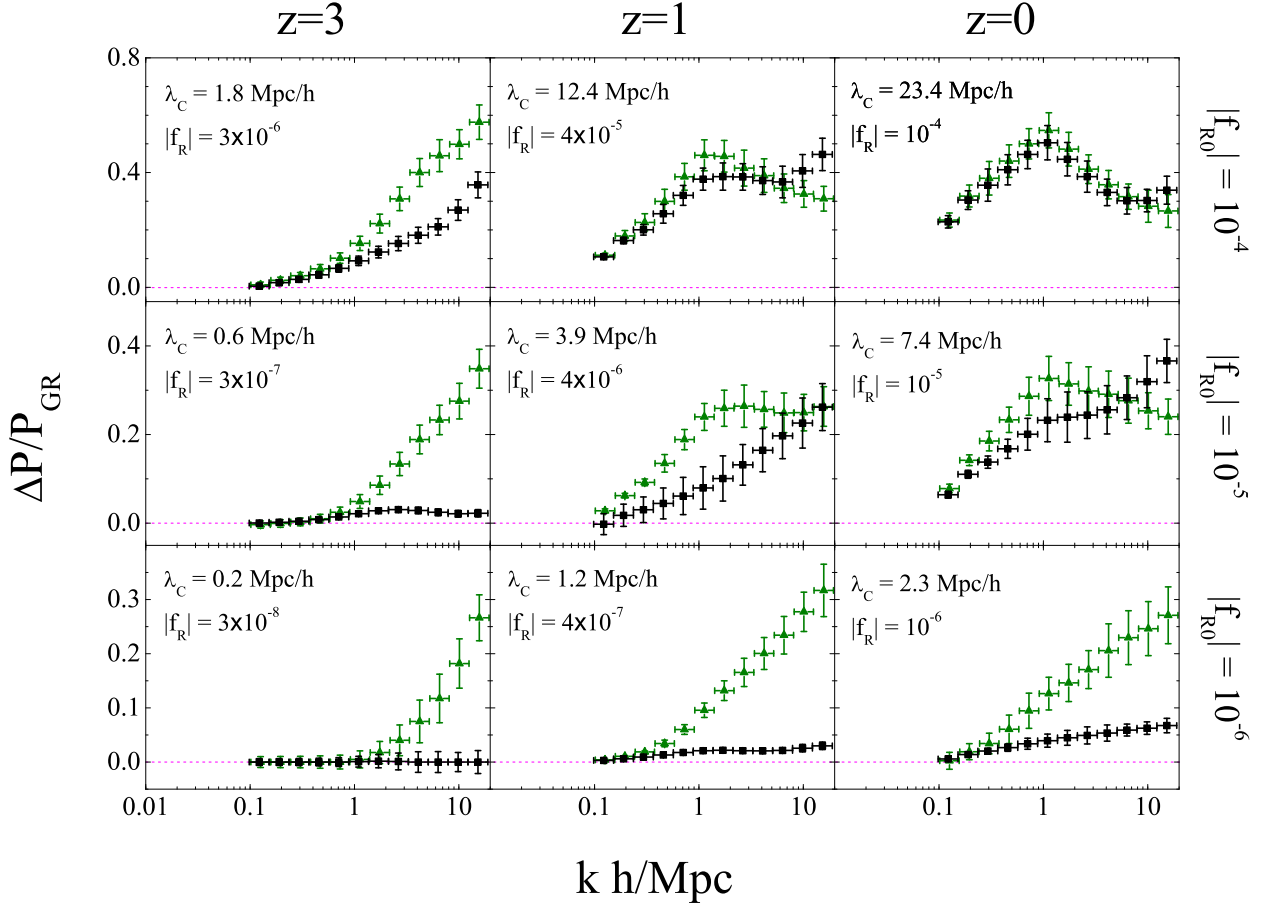 z=3 z=1 z=0
0.8
0.4
0.0
λC = 1.8 Mpc/h
|fR| = 3x10-6
λC = 12.4 Mpc/h
|fR| = 4x10-5
λC = 23.4 Mpc/h
|fR| = 10-4
|fR0| = 10-4
0.4
0.2
0.0
λC = 0.6 Mpc/h
|fR| = 3x10-7
λC = 3.9 Mpc/h
|fR| = 4x10-6
λC = 7.4 Mpc/h
|fR| = 10-5
|fR0| = 10-5
ΔP/PGR
0.3
0.2
0.1
0.0
λC = 0.2 Mpc/h
|fR| = 3x10-8
λC = 1.2 Mpc/h
|fR| = 4x10-7
λC = 2.3 Mpc/h
|fR| = 10-6
|fR0| = 10-6
0.01 0.1 1 10 0.1 1 10 0.1 1 10
k h/Mpc